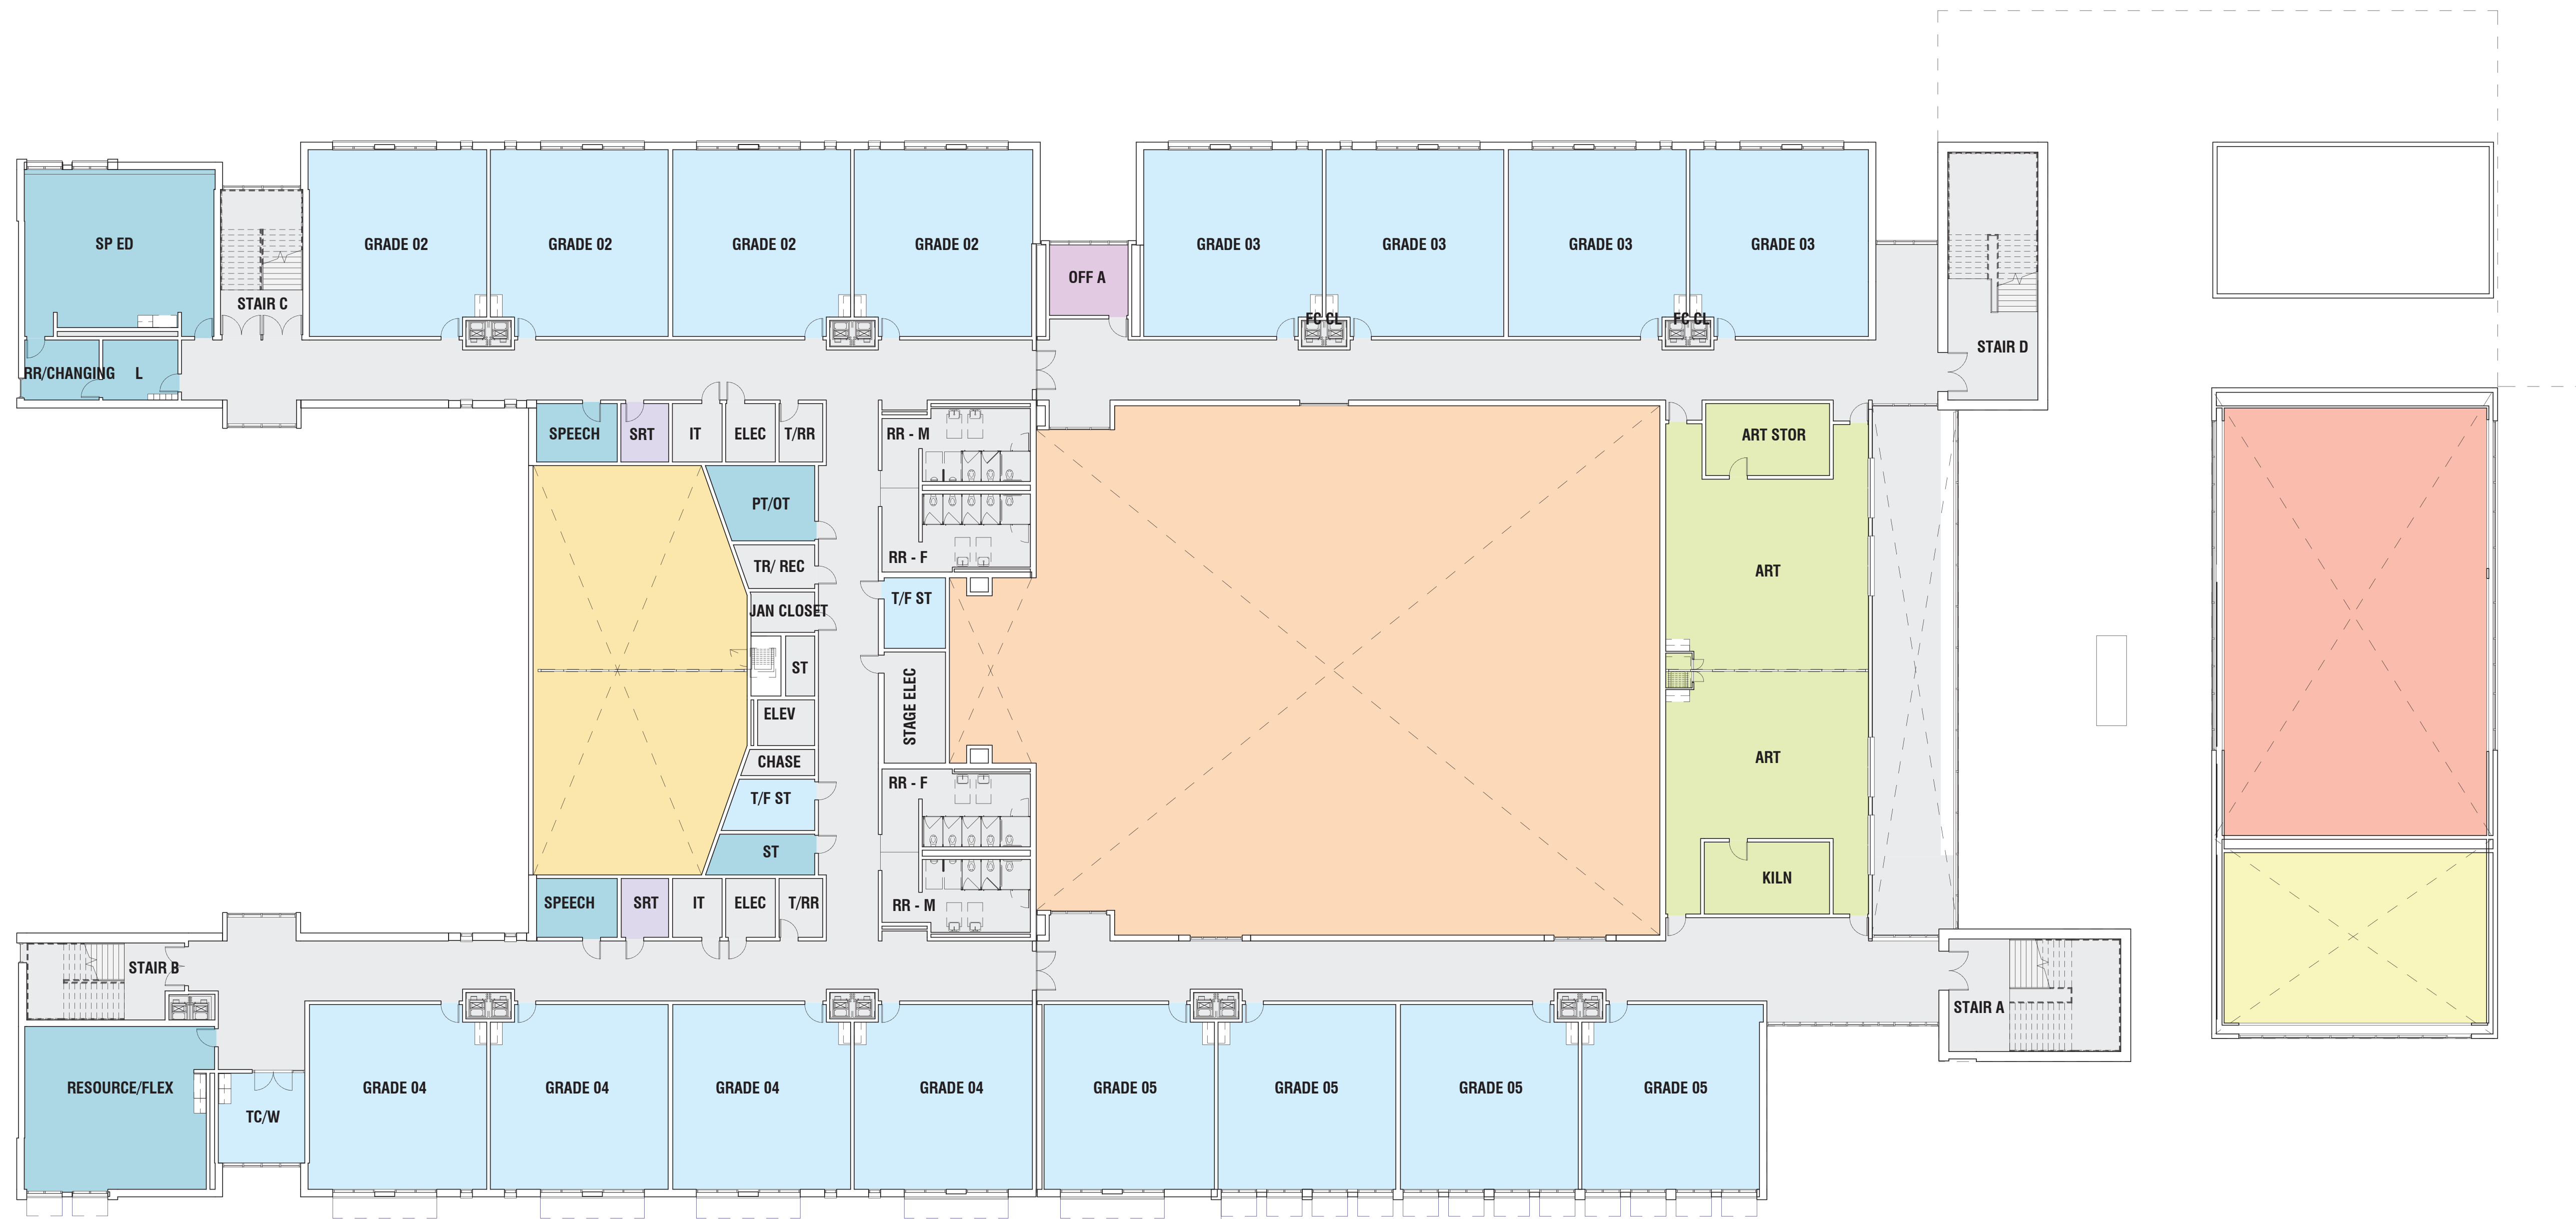 SP ED
GRADE 02
GRADE 02
GRADE 02
GRADE 02
GRADE 03
GRADE 03
GRADE 03
GRADE 03
OFF A
STAIR C
FC CL
FC CL
STAIR D
RR/CHANGING
L
SPEECH
SRT
IT
ELEC
T/RR
RR - M
ART STOR
PT/OT
RR - F
TR/ REC
ART
T/F ST
JAN CLOSET
ST
STAGE ELEC
ELEV
CHASE
ART
RR - F
T/F ST
ST
KILN
SPEECH
SRT
IT
ELEC
T/RR
RR - M
STAIR B
STAIR A
RESOURCE/FLEX
TC/W
GRADE 04
GRADE 04
GRADE 04
GRADE 04
GRADE 05
GRADE 05
GRADE 05
GRADE 05